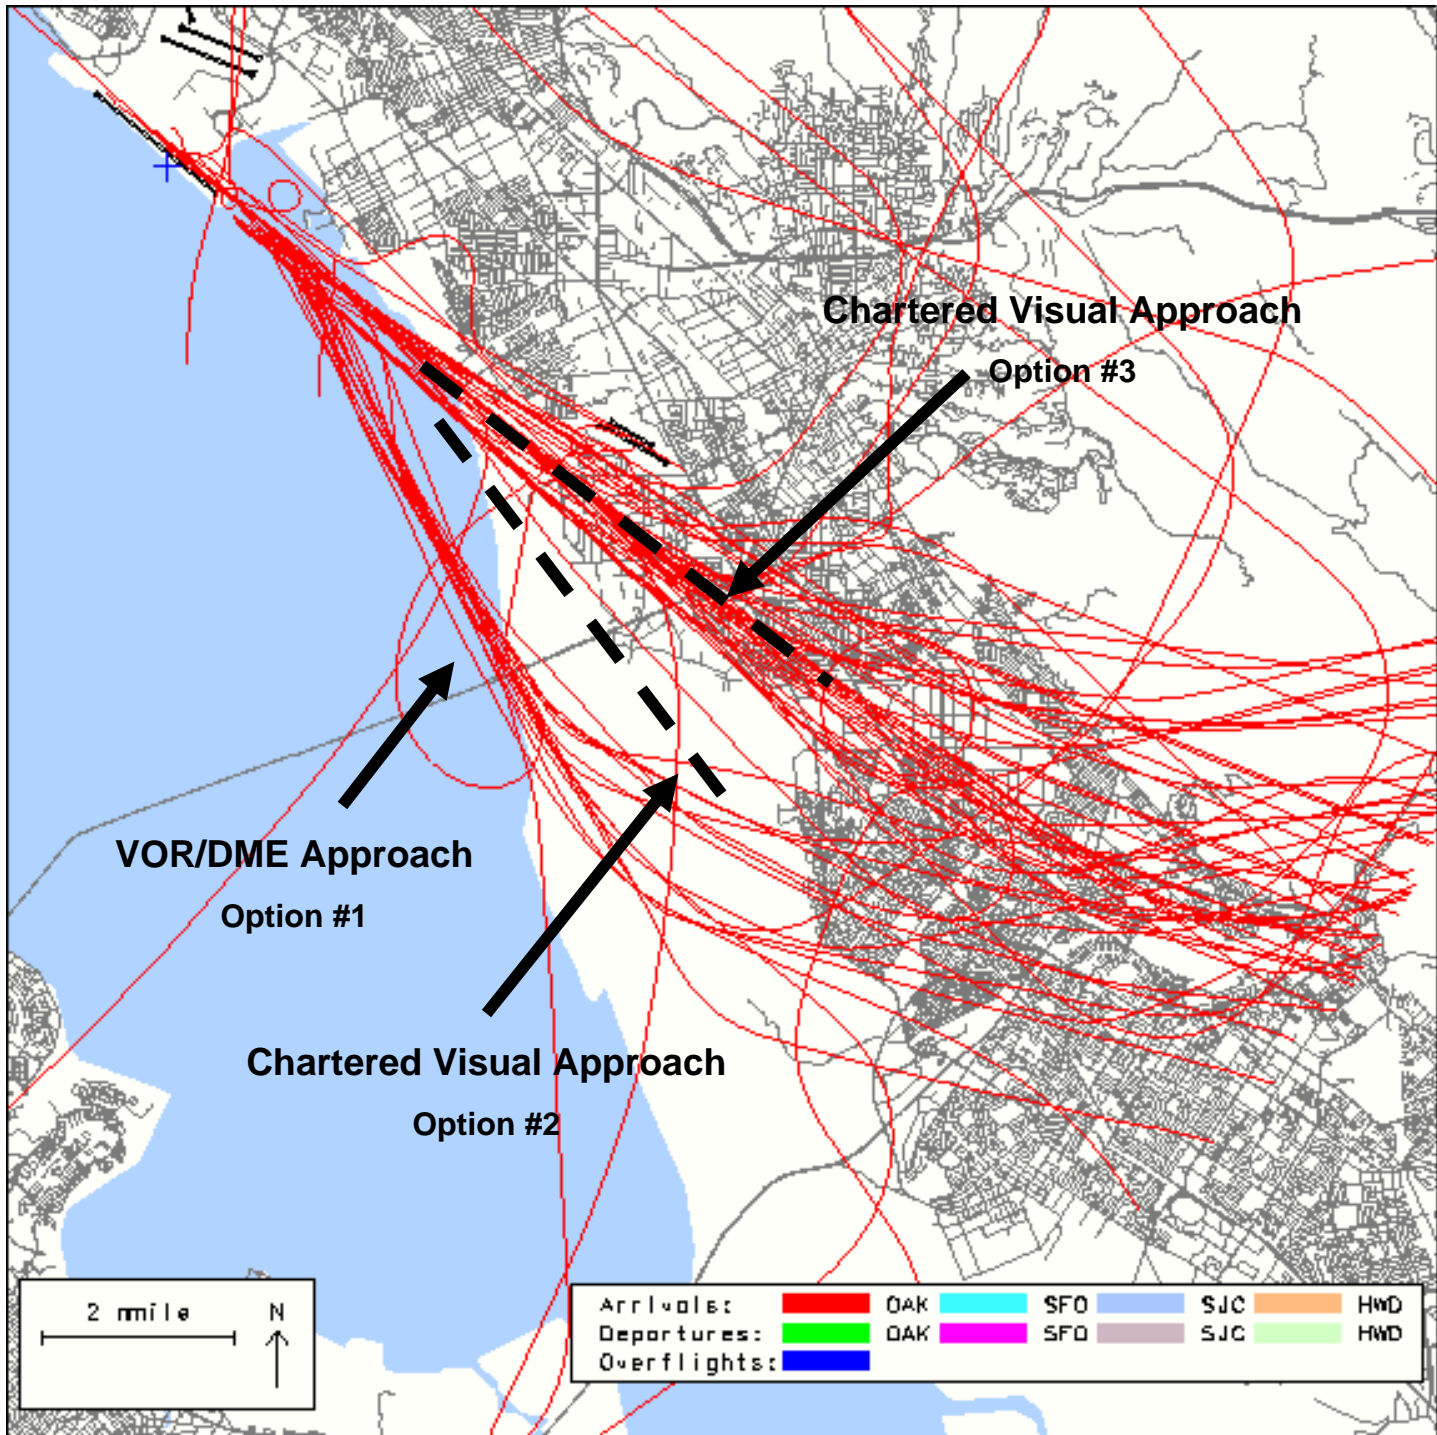 Chartered Visual Approach
Option #3
VOR/DME Approach
Option #1
Chartered Visual Approach
Option #2
2 nmile N
Arrivals: OAK SFO SJC HWD
Departures: OAK SFO SJC HWD
Overflights: